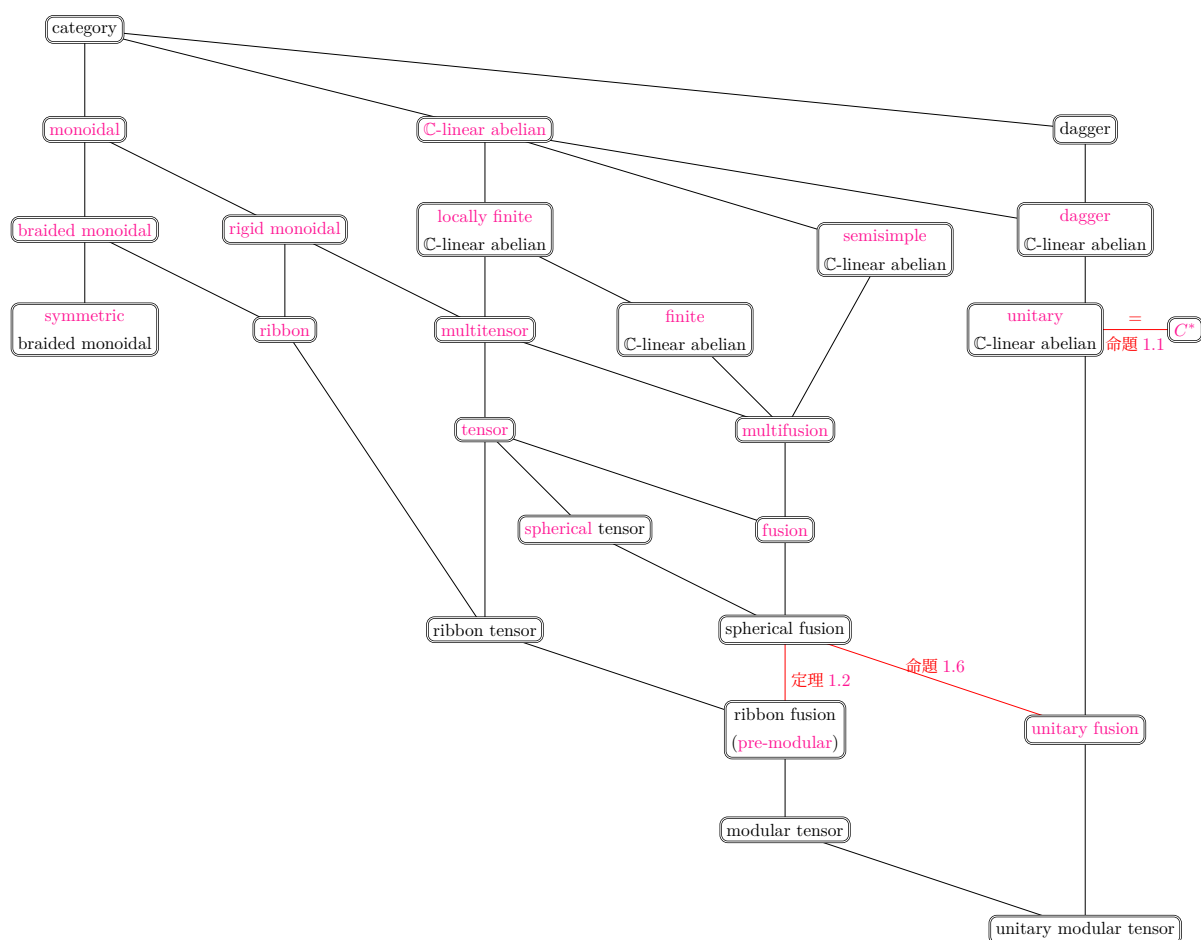 category
monoidal
ℂ-linear abelian
dagger
braided monoidal
rigid monoidal
locally finite
ℂ-linear abelian
semisimple
ℂ-linear abelian
dagger
ℂ-linear abelian
symmetric
braided monoidal
ribbon
multitensor
finite
ℂ-linear abelian
unitary
ℂ-linear abelian
=
命題 1.1
C*
tensor
multifusion
spherical tensor
fusion
ribbon tensor
spherical fusion
定理 1.2
命題 1.6
ribbon fusion
(pre-modular)
unitary fusion
modular tensor
unitary modular tensor